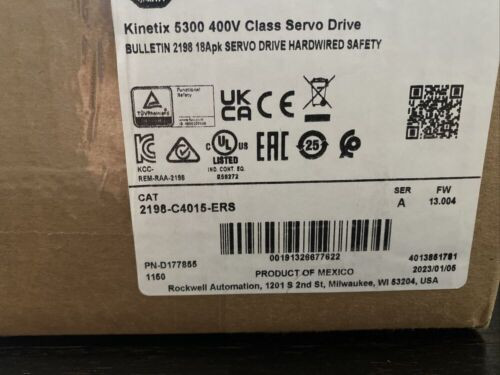 Kinetix 5300 400V Class Servo Drive
BULLETIN 2198 18Apk SERVO DRIVE HARDWIRED SAFETY
TÜVRheinland
Functional
Safety
UK
CA
CE
KCC-
REM-RAA-2198
c UL US
LISTED
IND. CONT. EQ.
E59272
EAC
25
CAT
2198-C4015-ERS
SER
A
FW
13.004
00191326677622
PN-D177855
1150
PRODUCT OF MEXICO
4013851781
2023/01/05
Rockwell Automation, 1201 S 2nd St, Milwaukee, WI 53204, USA